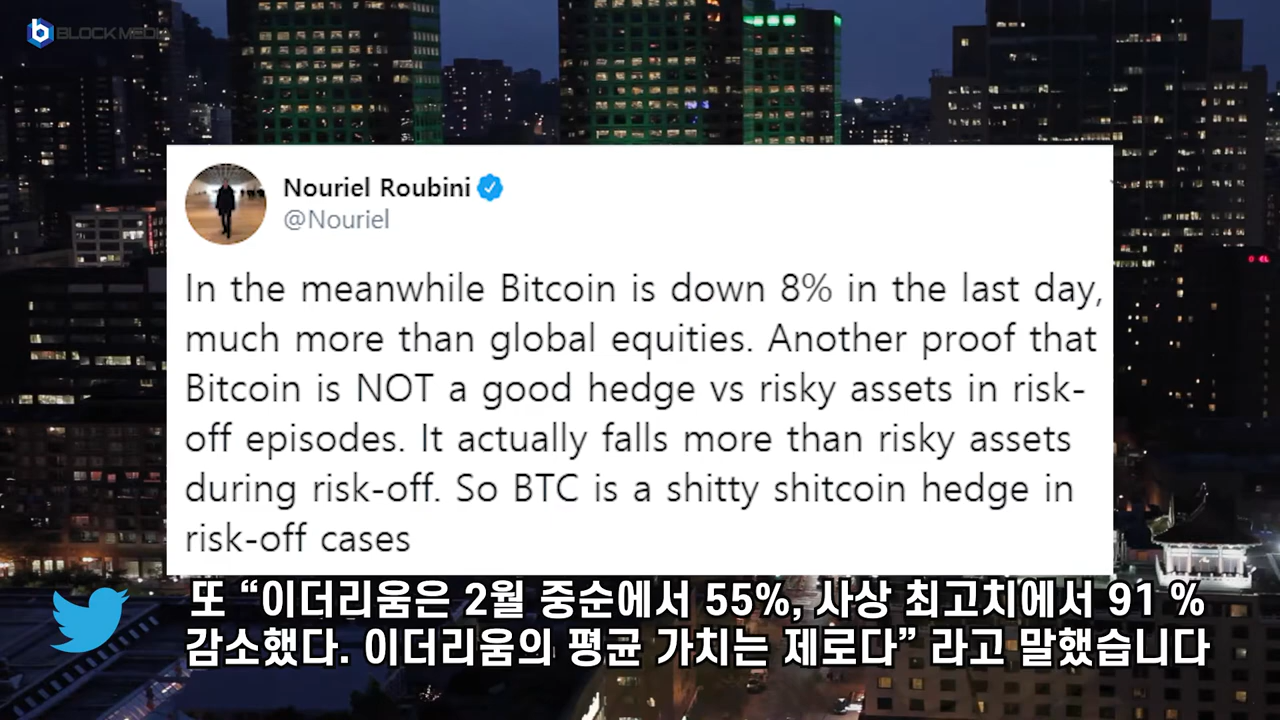 BLOCKMEDIA
Nouriel Roubini
@Nouriel
In the meanwhile Bitcoin is down 8% in the last day,
much more than global equities. Another proof that
Bitcoin is NOT a good hedge vs risky assets in risk-
off episodes. It actually falls more than risky assets
during risk-off. So BTC is a shitty shitcoin hedge in
risk-off cases
또 “이더리움은 2월 중순에서 55%, 사상 최고치에서 91 %
감소했다. 이더리움의 평균 가치는 제로다” 라고 말했습니다